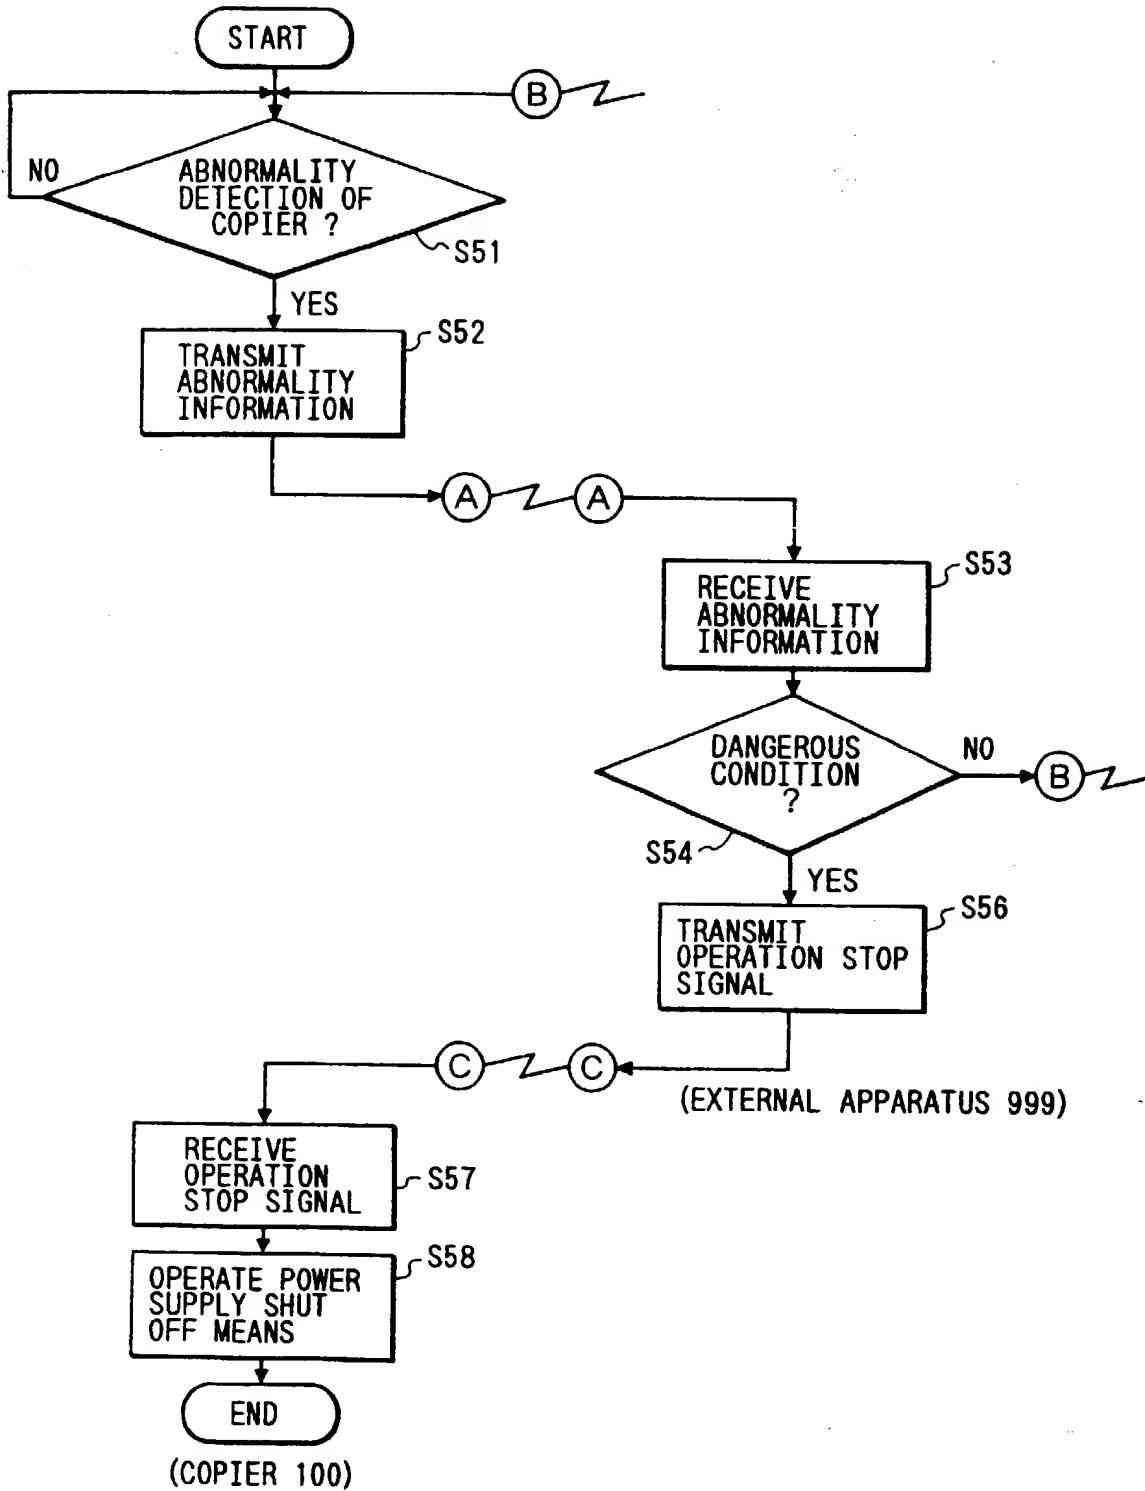 START
B
NO
ABNORMALITY
DETECTION OF
COPIER ?
S51
YES
S52
TRANSMIT
ABNORMALITY
INFORMATION
A
A
S53
RECEIVE
ABNORMALITY
INFORMATION
DANGEROUS
CONDITION
?
NO
B
S54
YES
S56
TRANSMIT
OPERATION STOP
SIGNAL
C
C
(EXTERNAL APPARATUS 999)
RECEIVE
OPERATION
STOP SIGNAL
S57
S58
OPERATE POWER
SUPPLY SHUT
OFF MEANS
END
(COPIER 100)